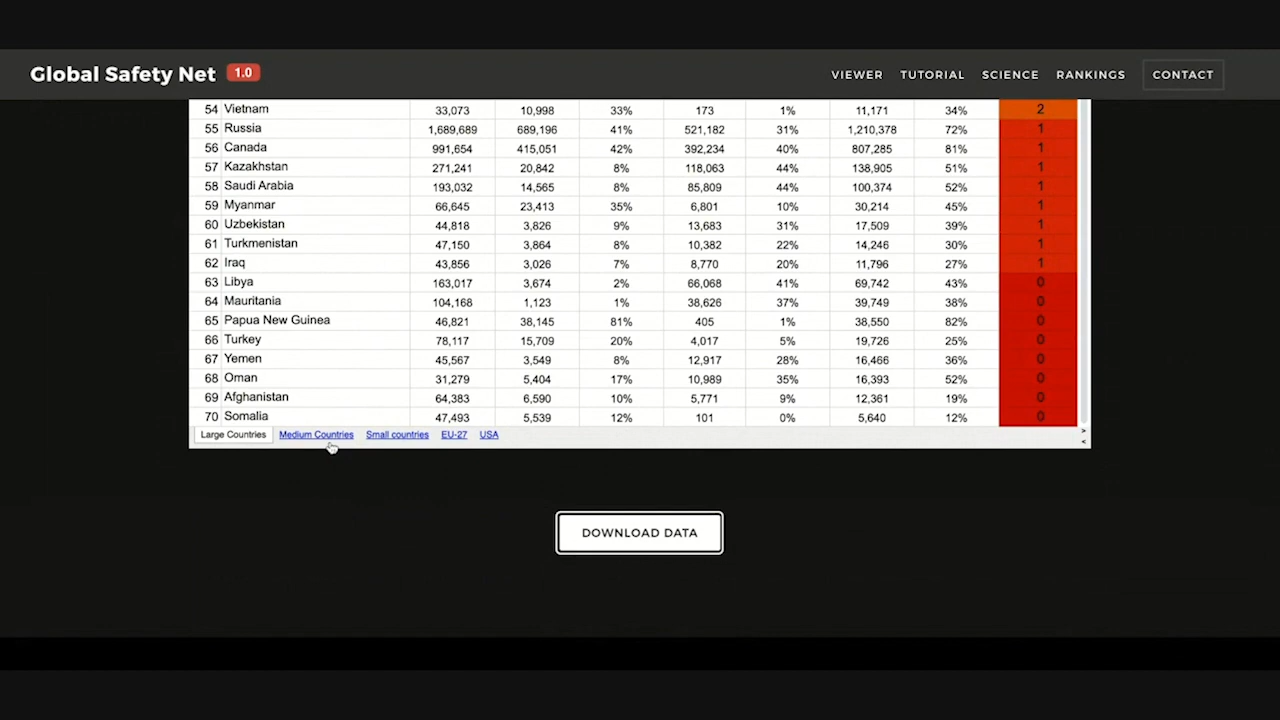 Global Safety Net 1.0 VIEWER TUTORIAL SCIENCE RANKINGS CONTACT
54 Vietnam 33,073 10,998 33% 173 1% 11,171 34% 2
55 Russia 1,689,689 689,196 41% 521,182 31% 1,210,378 72% 1
56 Canada 991,654 415,051 42% 392,234 40% 807,285 81% 1
57 Kazakhstan 271,241 20,842 8% 118,063 44% 138,905 51% 1
58 Saudi Arabia 193,032 14,565 8% 85,809 44% 100,374 52% 1
59 Myanmar 66,645 23,413 35% 6,801 10% 30,214 45% 1
60 Uzbekistan 44,818 3,826 9% 13,683 31% 17,509 39% 1
61 Turkmenistan 47,150 3,864 8% 10,382 22% 14,246 30% 1
62 Iraq 43,856 3,026 7% 8,770 20% 11,796 27% 1
63 Libya 163,017 3,674 2% 66,068 41% 69,742 43% 0
64 Mauritania 104,168 1,123 1% 38,626 37% 39,749 38% 0
65 Papua New Guinea 46,821 38,145 81% 405 1% 38,550 82% 0
66 Turkey 78,117 15,709 20% 4,017 5% 19,726 25% 0
67 Yemen 45,567 3,549 8% 12,917 28% 16,466 36% 0
68 Oman 31,279 5,404 17% 10,989 35% 16,393 52% 0
69 Afghanistan 64,383 6,590 10% 5,771 9% 12,361 19% 0
70 Somalia 47,493 5,539 12% 101 0% 5,640 12% 0
Large Countries Medium Countries Small countries EU-27 USA
DOWNLOAD DATA